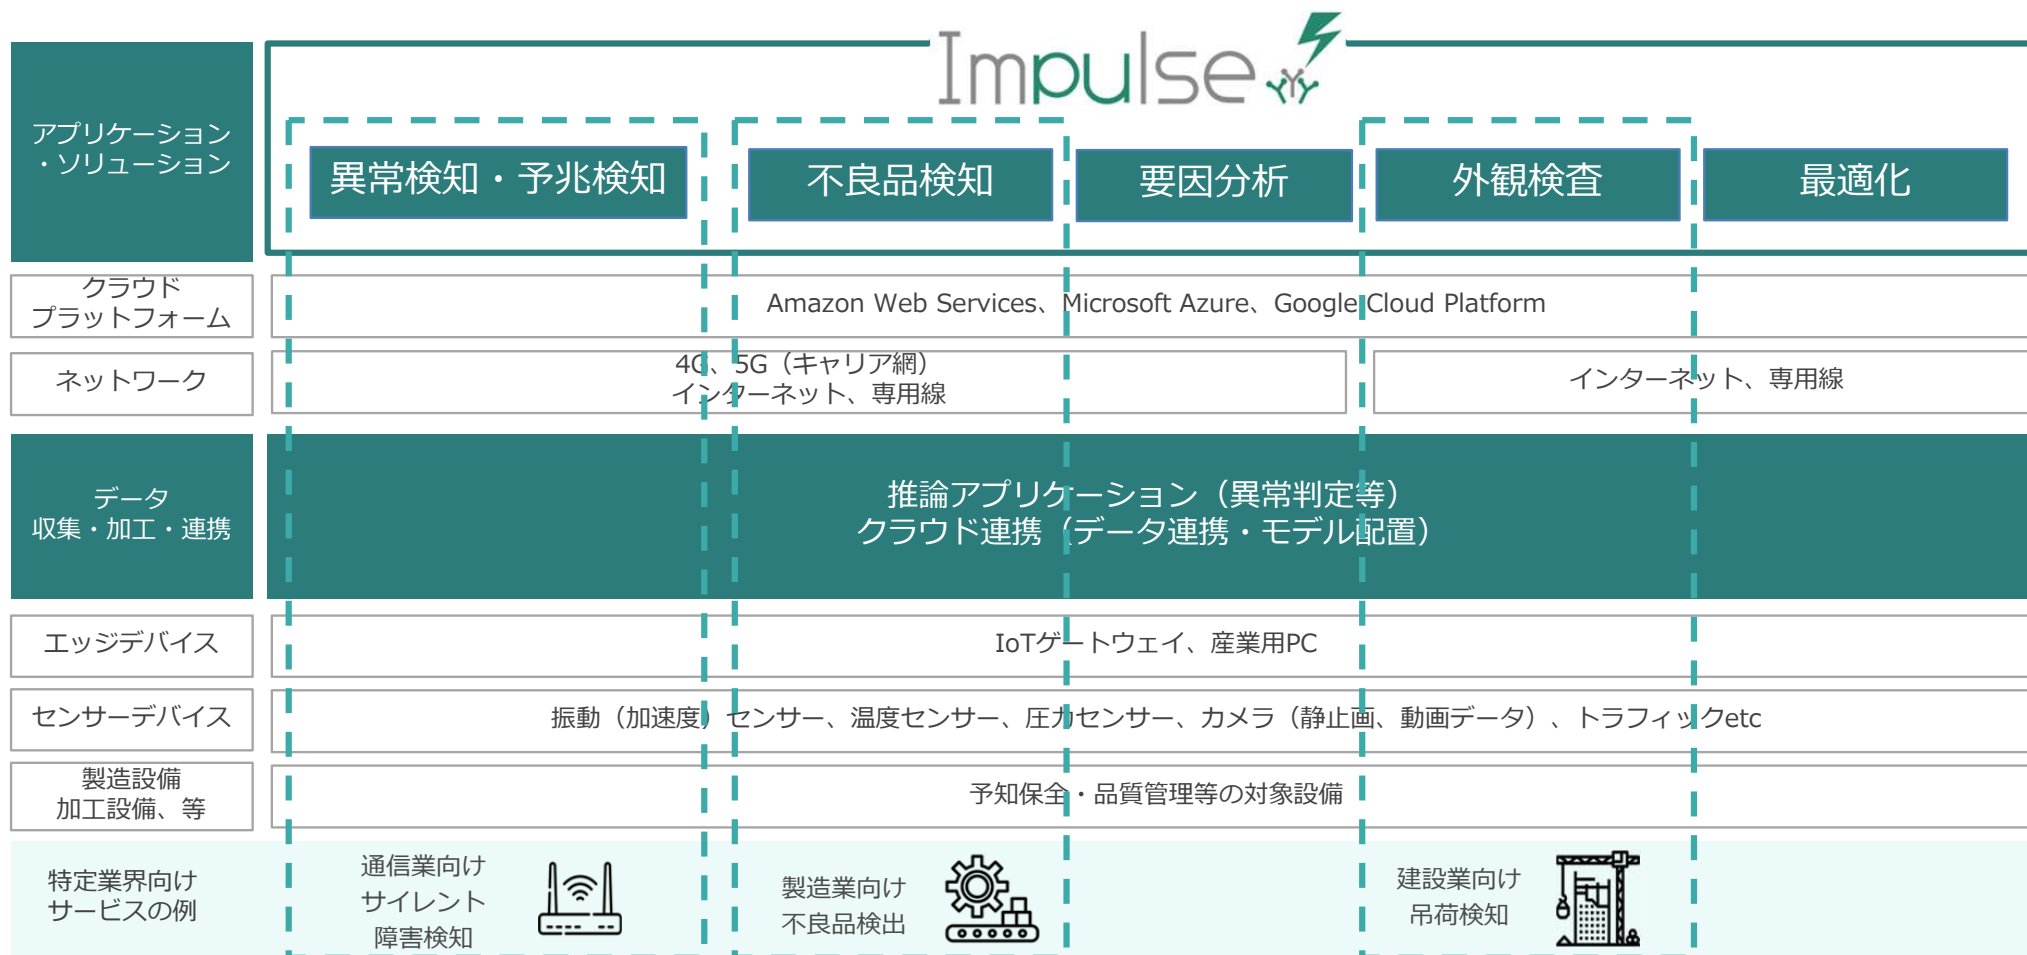 Impulse
アプリケーション
・ソリューション
異常検知・予兆検知
不良品検知
要因分析
外観検査
最適化
クラウド
プラットフォーム
Amazon Web Services、Microsoft Azure、Google Cloud Platform
ネットワーク
4G、5G（キャリア網）
インターネット、専用線
インターネット、専用線
データ
収集・加工・連携
推論アプリケーション（異常判定等）
クラウド連携（データ連携・モデル配置）
エッジデバイス
IoTゲートウェイ、産業用PC
センサーデバイス
振動（加速度）センサー、温度センサー、圧力センサー、カメラ（静止画、動画データ）、トラフィックetc
製造設備
加工設備、等
予知保全・品質管理等の対象設備
特定業界向け
サービスの例
通信業向け
サイレント
障害検知
製造業向け
不良品検出
建設業向け
吊荷検知